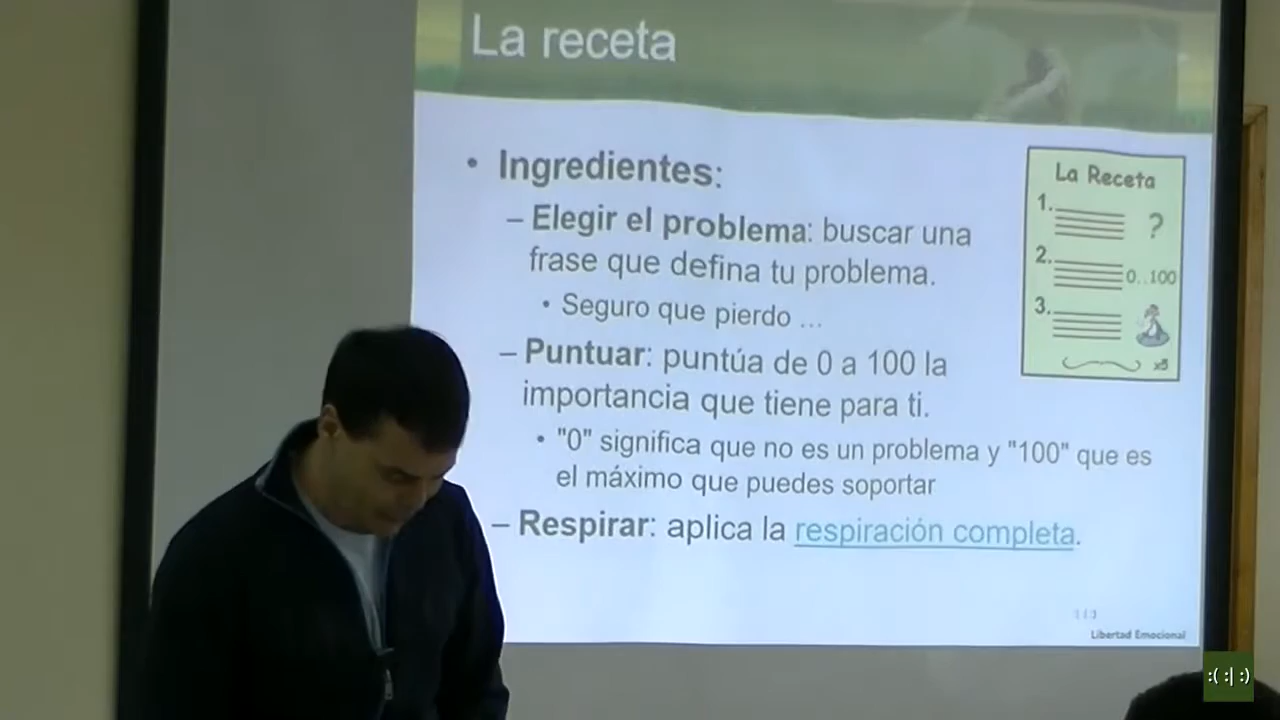 La receta
• Ingredientes:
– Elegir el problema: buscar una
frase que defina tu problema.
• Seguro que pierdo ...
– Puntuar: puntúa de 0 a 100 la
importancia que tiene para ti.
• "0" significa que no es un problema y "100" que es
el máximo que puedes soportar
– Respirar: aplica la respiración completa.
La Receta
1. ?
2. 0..100
3.
x5
Libertad Emocional
:( :| :)